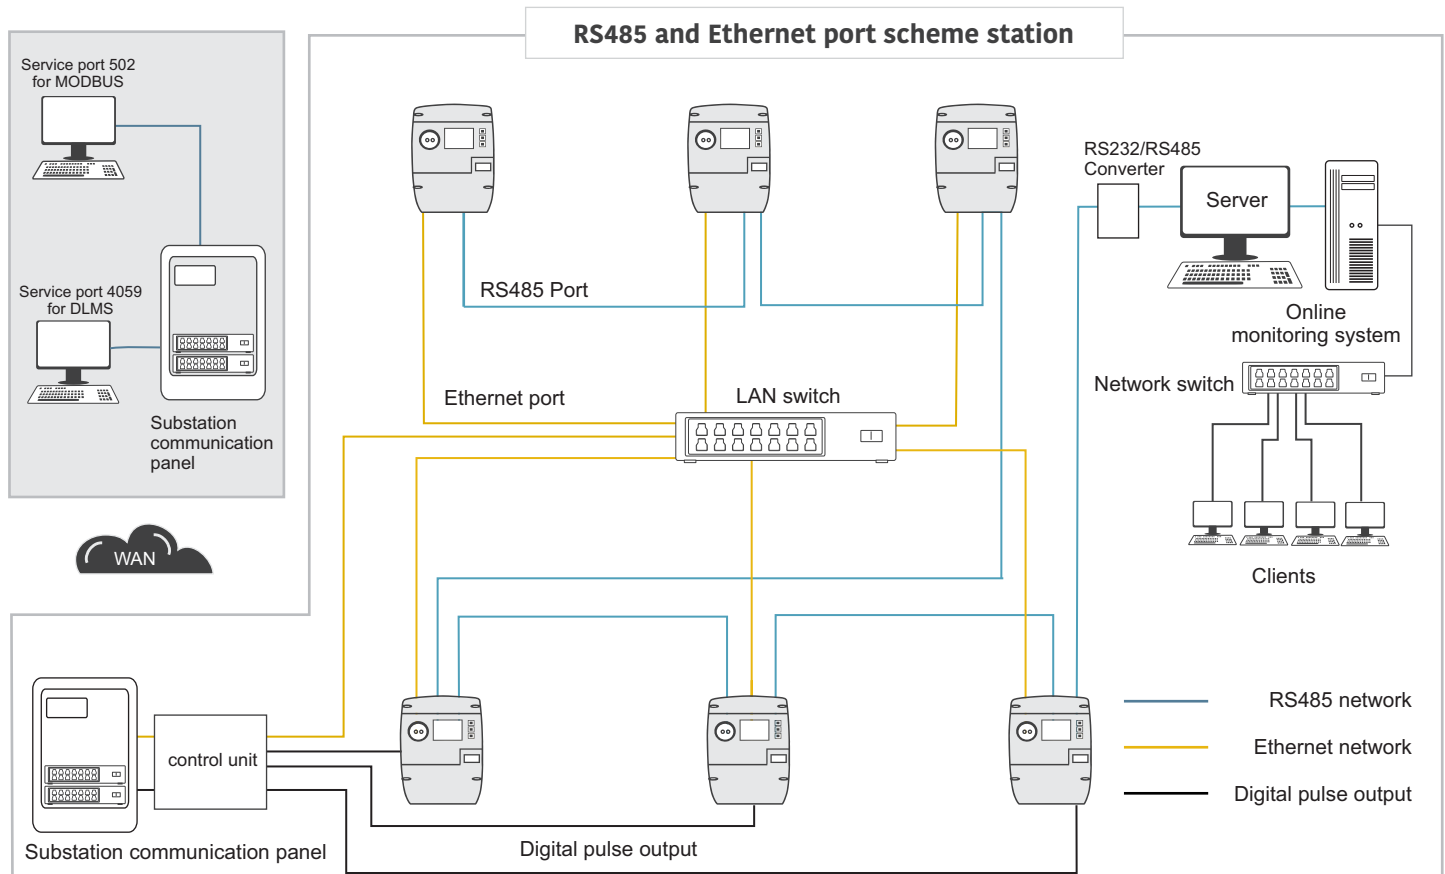 RS485 and Ethernet port scheme station
Service port 502
for MODBUS
Service port 4059
for DLMS
Substation
communication
panel
WAN
RS485 Port
Ethernet port
LAN switch
RS232/RS485
Converter
Server
Online
monitoring system
Network switch
Clients
control unit
Substation communication panel
Digital pulse output
RS485 network
Ethernet network
Digital pulse output